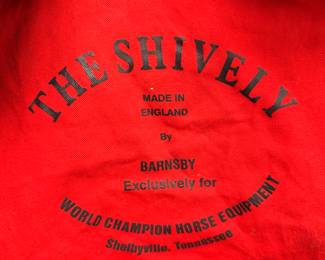 THE SHIVELY
MADE IN
ENGLAND
By
BARNSBY
Exclusively for
WORLD CHAMPION HORSE EQUIPMENT
Shelbyville, Tennessee